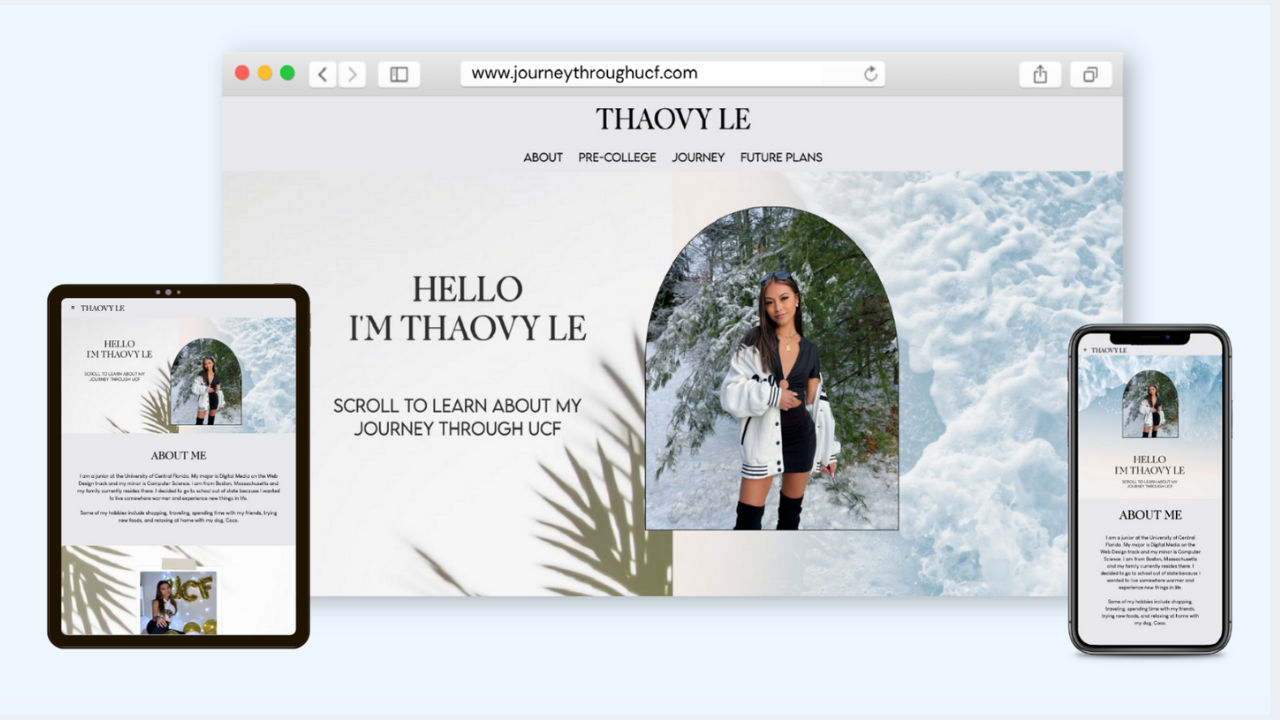 www.journeythroughucf.com
THAOVY LE
ABOUT PRE-COLLEGE JOURNEY FUTURE PLANS
HELLO
I'M THAOVY LE
SCROLL TO LEARN ABOUT MY
JOURNEY THROUGH UCF
THAOVY LE
HELLO
I'M THAOVY LE
SCROLL TO LEARN ABOUT MY
JOURNEY THROUGH UCF
ABOUT ME
I am a junior at the University of Central Florida. My major is Digital Media on the Web
Design track and my minor is Computer Science. I am from Boston, Massachusetts and
my family currently resides there. I decided to go to school out of state because I wanted
to live somewhere warmer and experience new things in life.
Some of my hobbies include shopping, traveling, spending time with my friends, trying
new foods, and relaxing at home with my dog, Coco.
UCF
THAOVY LE
HELLO
I'M THAOVY LE
SCROLL TO LEARN ABOUT MY
JOURNEY THROUGH UCF
ABOUT ME
I am a junior at the University of Central
Florida. My major is Digital Media on the
Web Design track and my minor is Computer
Science. I am from Boston, Massachusetts
and my family currently resides there. I
decided to go to school out of state because I
wanted to live somewhere warmer and
experience new things in life.
Some of my hobbies include shopping,
traveling, spending time with my friends,
trying new foods, and relaxing at home with
my dog, Coco.